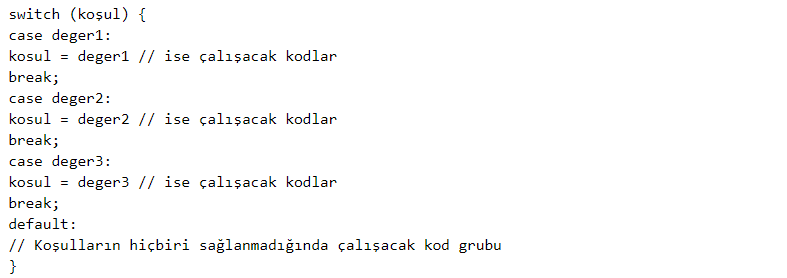 switch (koşul) {
case deger1:
kosul = deger1 // ise çalışacak kodlar
break;
case deger2:
kosul = deger2 // ise çalışacak kodlar
break;
case deger3:
kosul = deger3 // ise çalışacak kodlar
break;
default:
// Koşulların hiçbiri sağlanmadığında çalışacak kod grubu
}